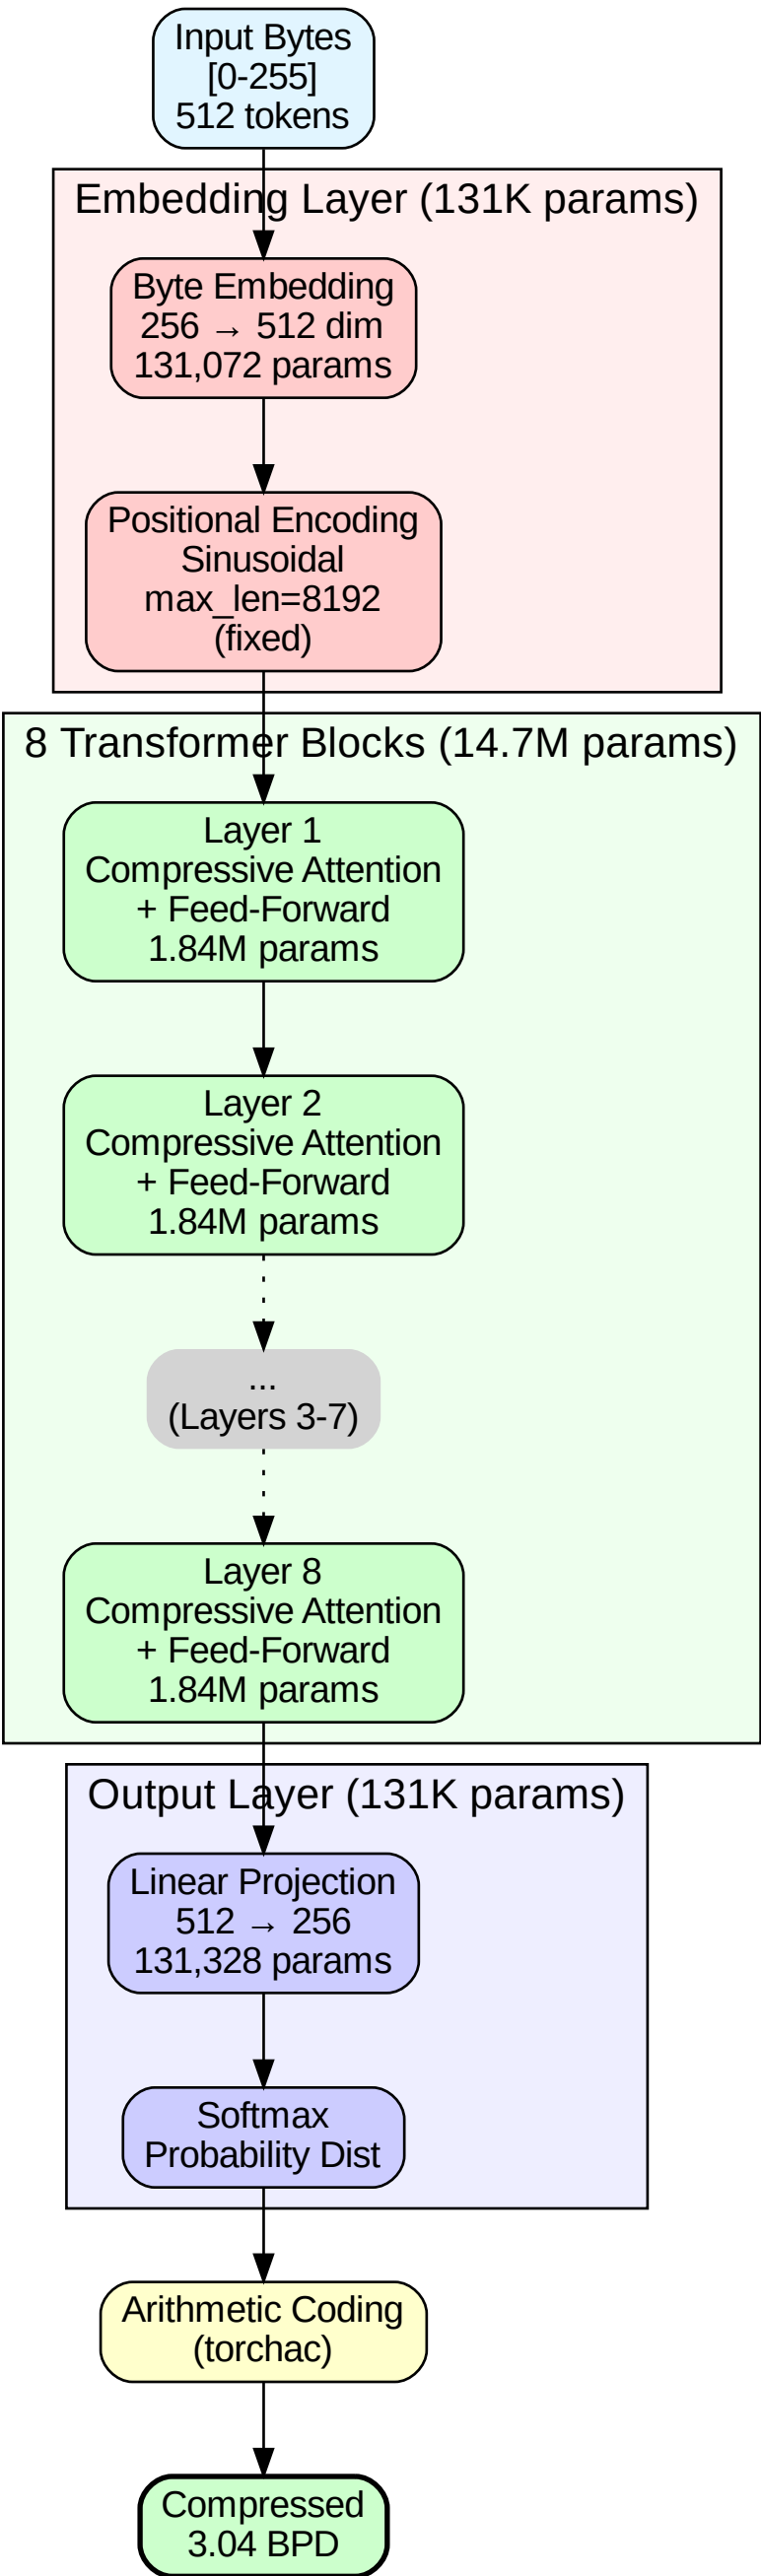 Input Bytes
[0-255]
512 tokens
Embedding Layer (131K params)
Byte Embedding
256 → 512 dim
131,072 params
Positional Encoding
Sinusoidal
max_len=8192
(fixed)
8 Transformer Blocks (14.7M params)
Layer 1
Compressive Attention
+ Feed-Forward
1.84M params
Layer 2
Compressive Attention
+ Feed-Forward
1.84M params
...
(Layers 3-7)
Layer 8
Compressive Attention
+ Feed-Forward
1.84M params
Output Layer (131K params)
Linear Projection
512 → 256
131,328 params
Softmax
Probability Dist
Arithmetic Coding
(torchac)
Compressed
3.04 BPD